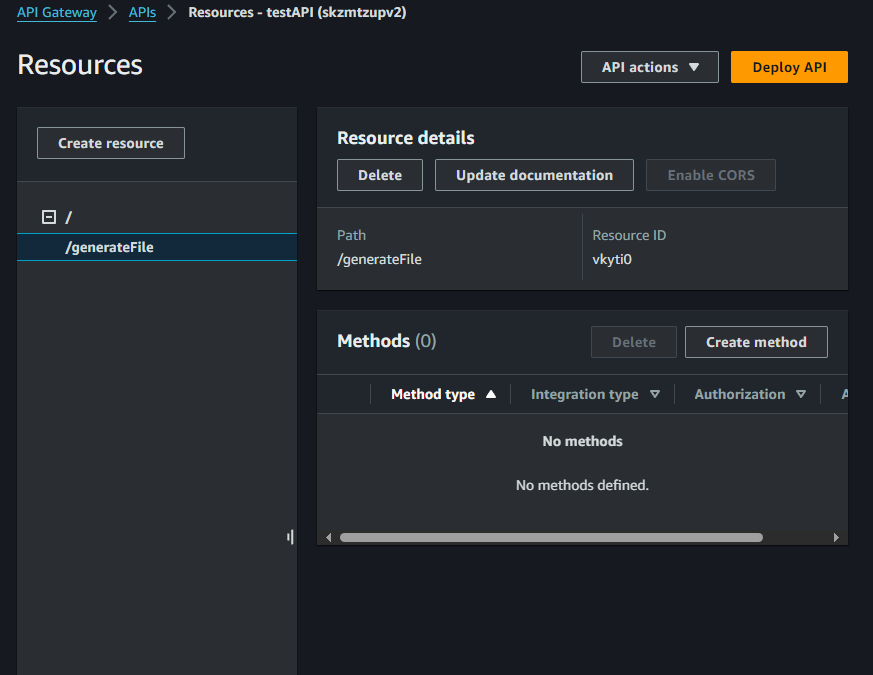 API Gateway > APIs > Resources - testAPI (skzmtzupv2)
Resources
API actions ▼
Deploy API
Create resource
/
/generateFile
Resource details
Delete
Update documentation
Enable CORS
Path
/generateFile
Resource ID
vkyti0
Methods (0)
Delete
Create method
Method type ▲ Integration type ▽ Authorization ▽ A
No methods
No methods defined.